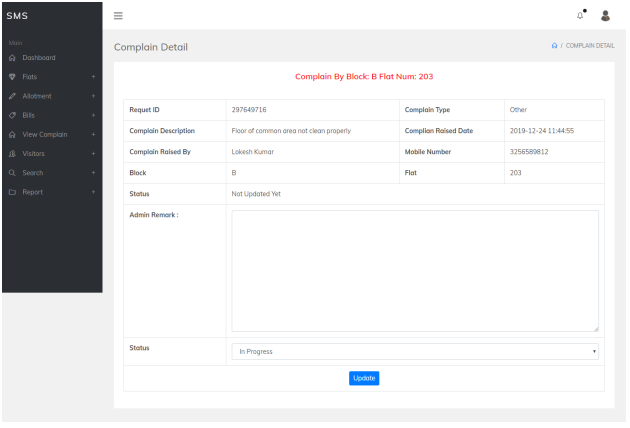 SMS
Main
Dashboard
Flats +
Allotment +
Bills +
View Complain +
Visitors +
Search +
Report +
Complain Detail
/ COMPLAIN DETAIL
Complain By Block: B Flat Num: 203
Requet ID 297649716 Complain Type Other
Complain Description Floor of common area not clean properly Complian Raised Date 2019-12-24 11:44:55
Complain Raised By Lokesh Kumar Mobile Number 3256589812
Block B Flat 203
Status Not Updated Yet
Admin Remark :
Status In Progress
Update